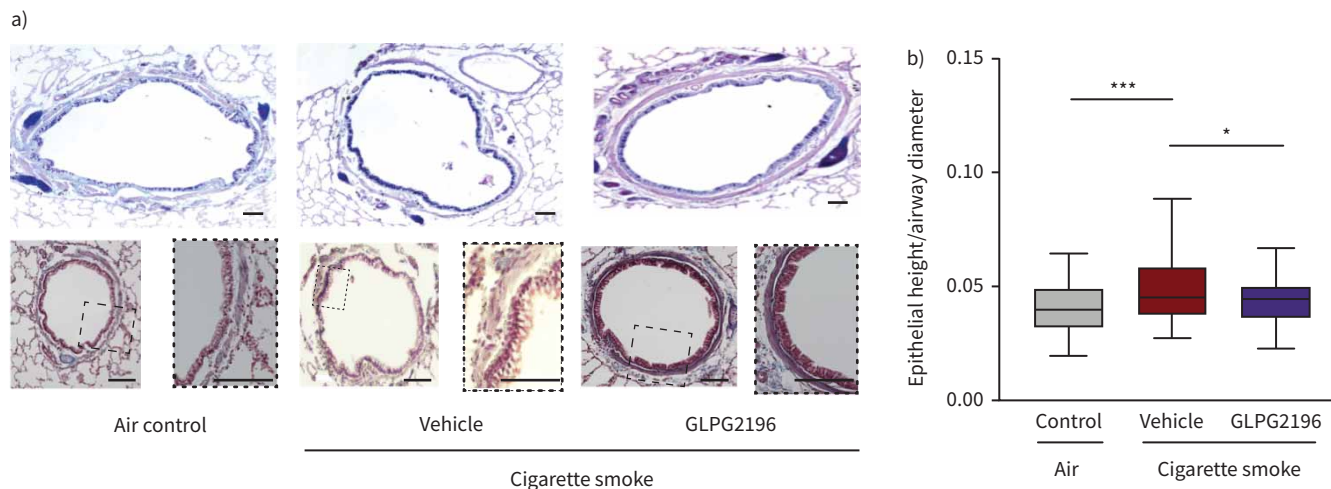 a)
Air control
Vehicle
GLPG2196
Cigarette smoke
b)
Epithelial height/airway diameter
0.15
0.10
0.05
0.00
***
*
Control
Vehicle
GLPG2196
Air
Cigarette smoke